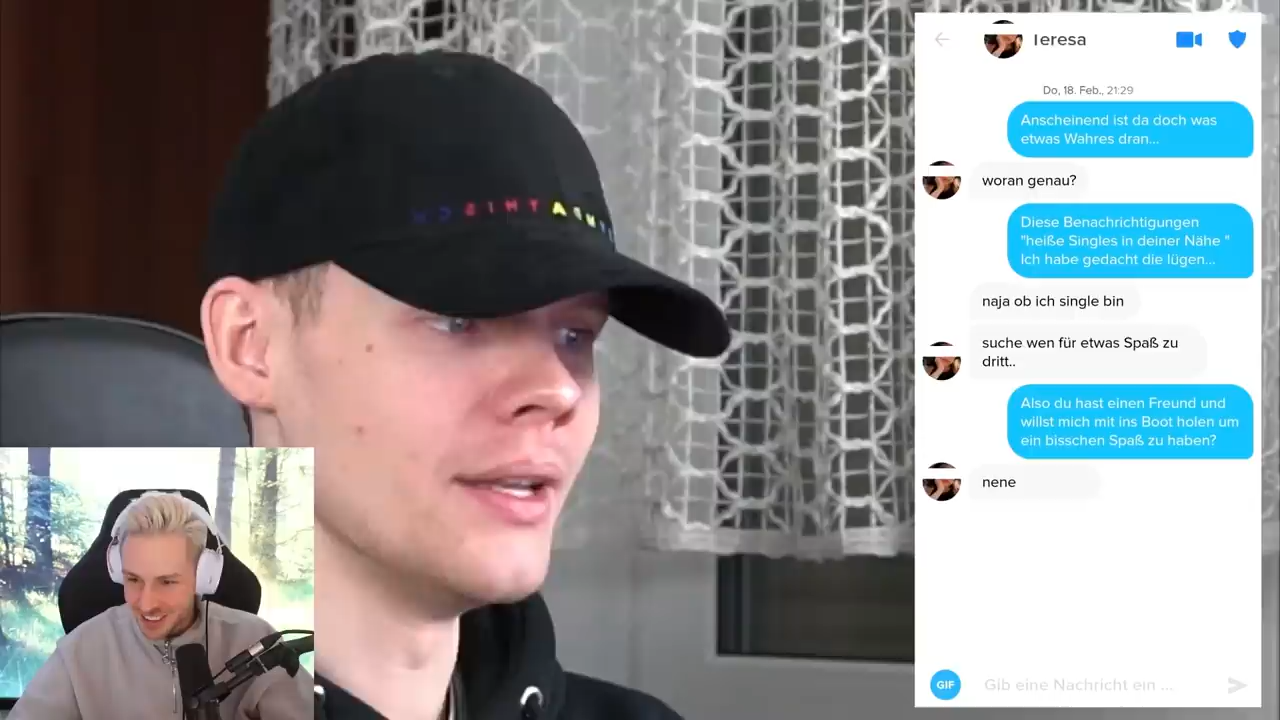 Teresa
Do, 18. Feb., 21:29
Anscheinend ist da doch was
etwas Wahres dran...
woran genau?
Diese Benachrichtigungen
"heiße Singles in deiner Nähe "
Ich habe gedacht die lügen...
naja ob ich single bin
suche wen für etwas Spaß zu
dritt..
Also du hast einen Freund und
willst mich mit ins Boot holen um
ein bisschen Spaß zu haben?
nene
GIF
Gib eine Nachricht ein ...